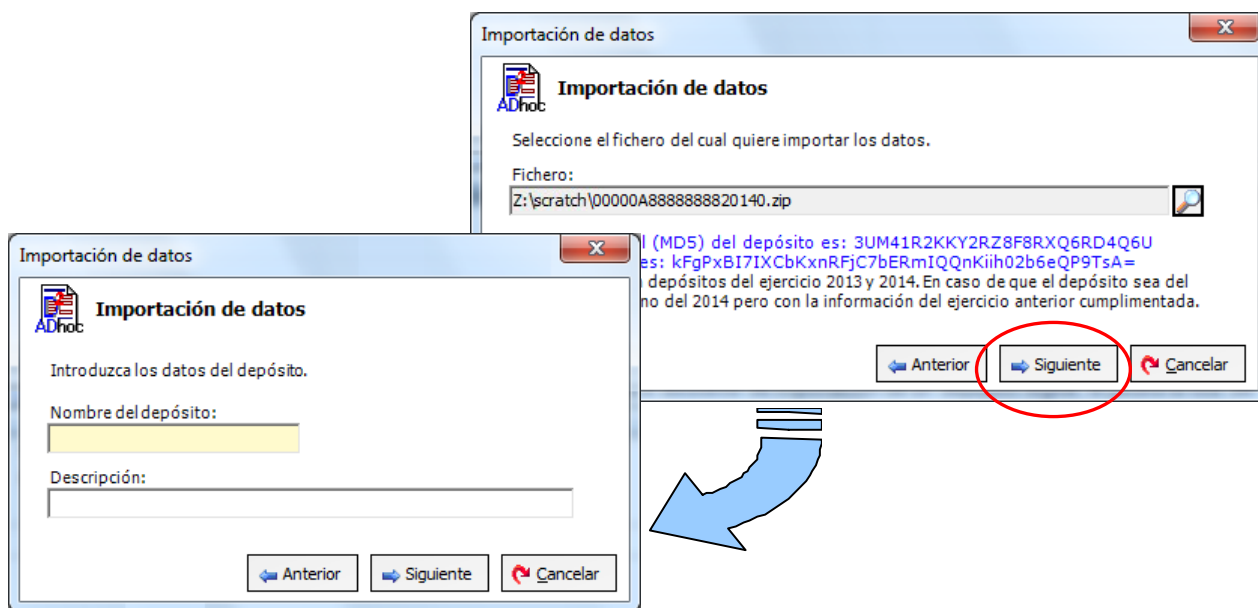 Importación de datos
ADhoc
Importación de datos
Seleccione el fichero del cual quiere importar los datos.
Fichero:
Z:\scratch\00000A8888888820140.zip
(MD5) del depósito es: 3UM41R2KKY2RZ8F8RXQ6RD4Q6U
es: kFgPxBI7IXCbKxnRFjC7bERmIQQnKiih02b6eQP9TsA=
depósitos del ejercicio 2013 y 2014. En caso de que el depósito sea del
no del 2014 pero con la información del ejercicio anterior cumplimentada.
Anterior
Siguiente
Cancelar
Importación de datos
ADhoc
Importación de datos
Introduzca los datos del depósito.
Nombre del depósito:
Descripción:
Anterior
Siguiente
Cancelar